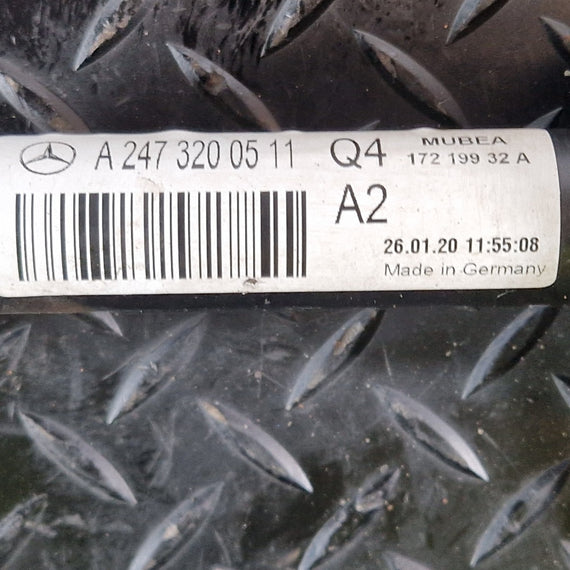 A 247 320 05 11 Q4
MUBEA
172 199 32 A
A2
26.01.20 11:55:08
Made in Germany